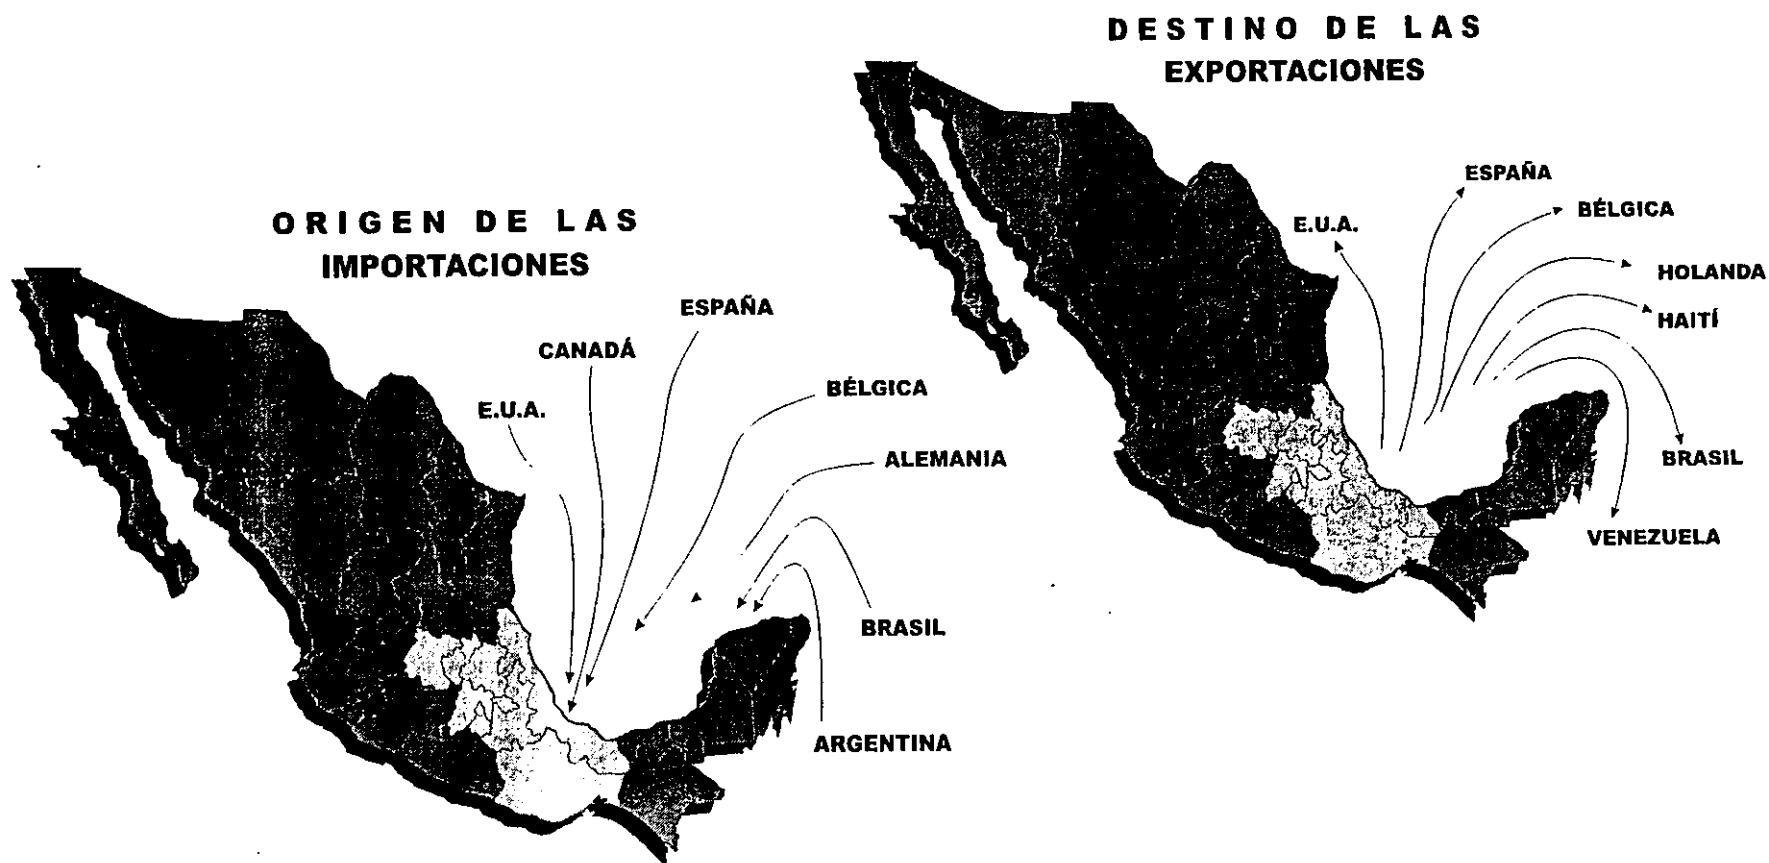 ORIGEN DE LAS
IMPORTACIONES
ESPAÑA
CANADÁ
E.U.A.
BÉLGICA
ALEMANIA
BRASIL
ARGENTINA
DESTINO DE LAS
EXPORTACIONES
ESPAÑA
BÉLGICA
E.U.A.
HOLANDA
HAITÍ
BRASIL
VENEZUELA